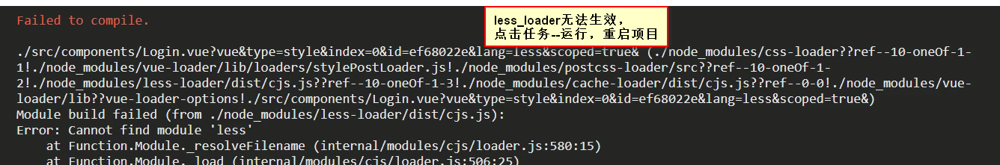 Failed to compile.
less_loader无法生效，
点击任务--运行，重启项目
./src/components/Login.vue?vue&type=style&index=0&id=ef68022e&lang=less&scoped=true& (./node_modules/css-loader??ref--10-oneOf-1-
1!./node_modules/vue-loader/lib/loaders/stylePostLoader.js!./node_modules/postcss-loader/src??ref--10-oneOf-1-
2!./node_modules/less-loader/dist/cjs.js??ref--10-oneOf-1-3!./node_modules/cache-loader/dist/cjs.js??ref--0-0!./node_modules/vue-
loader/lib??vue-loader-options!./src/components/Login.vue?vue&type=style&index=0&id=ef68022e&lang=less&scoped=true&)
Module build failed (from ./node_modules/less-loader/dist/cjs.js):
Error: Cannot find module 'less'
at Function.Module._resolveFilename (internal/modules/cjs/loader.js:580:15)
at Function.Module._load (internal/modules/cjs/loader.js:506:25)